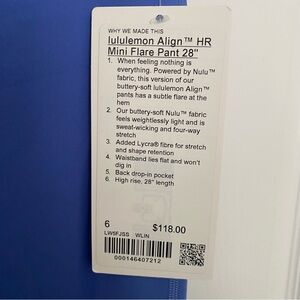 WHY WE MADE THIS
lululemon Align™ HR
Mini Flare Pant 28"
1. When feeling nothing is
everything. Powered by Nulu™
fabric, this version of our
buttery-soft lululemon Align™
pants has a subtle flare at the
hem
2. Our buttery-soft Nulu™ fabric
feels weightlessly light and is
sweat-wicking and four-way
stretch
3. Added Lycra® fibre for stretch
and shape retention
4. Waistband lies flat and won't
dig in
5. Back drop-in pocket
6. High rise, 28" length
6 $118.00
LW5FJSS WLIN
000146407212